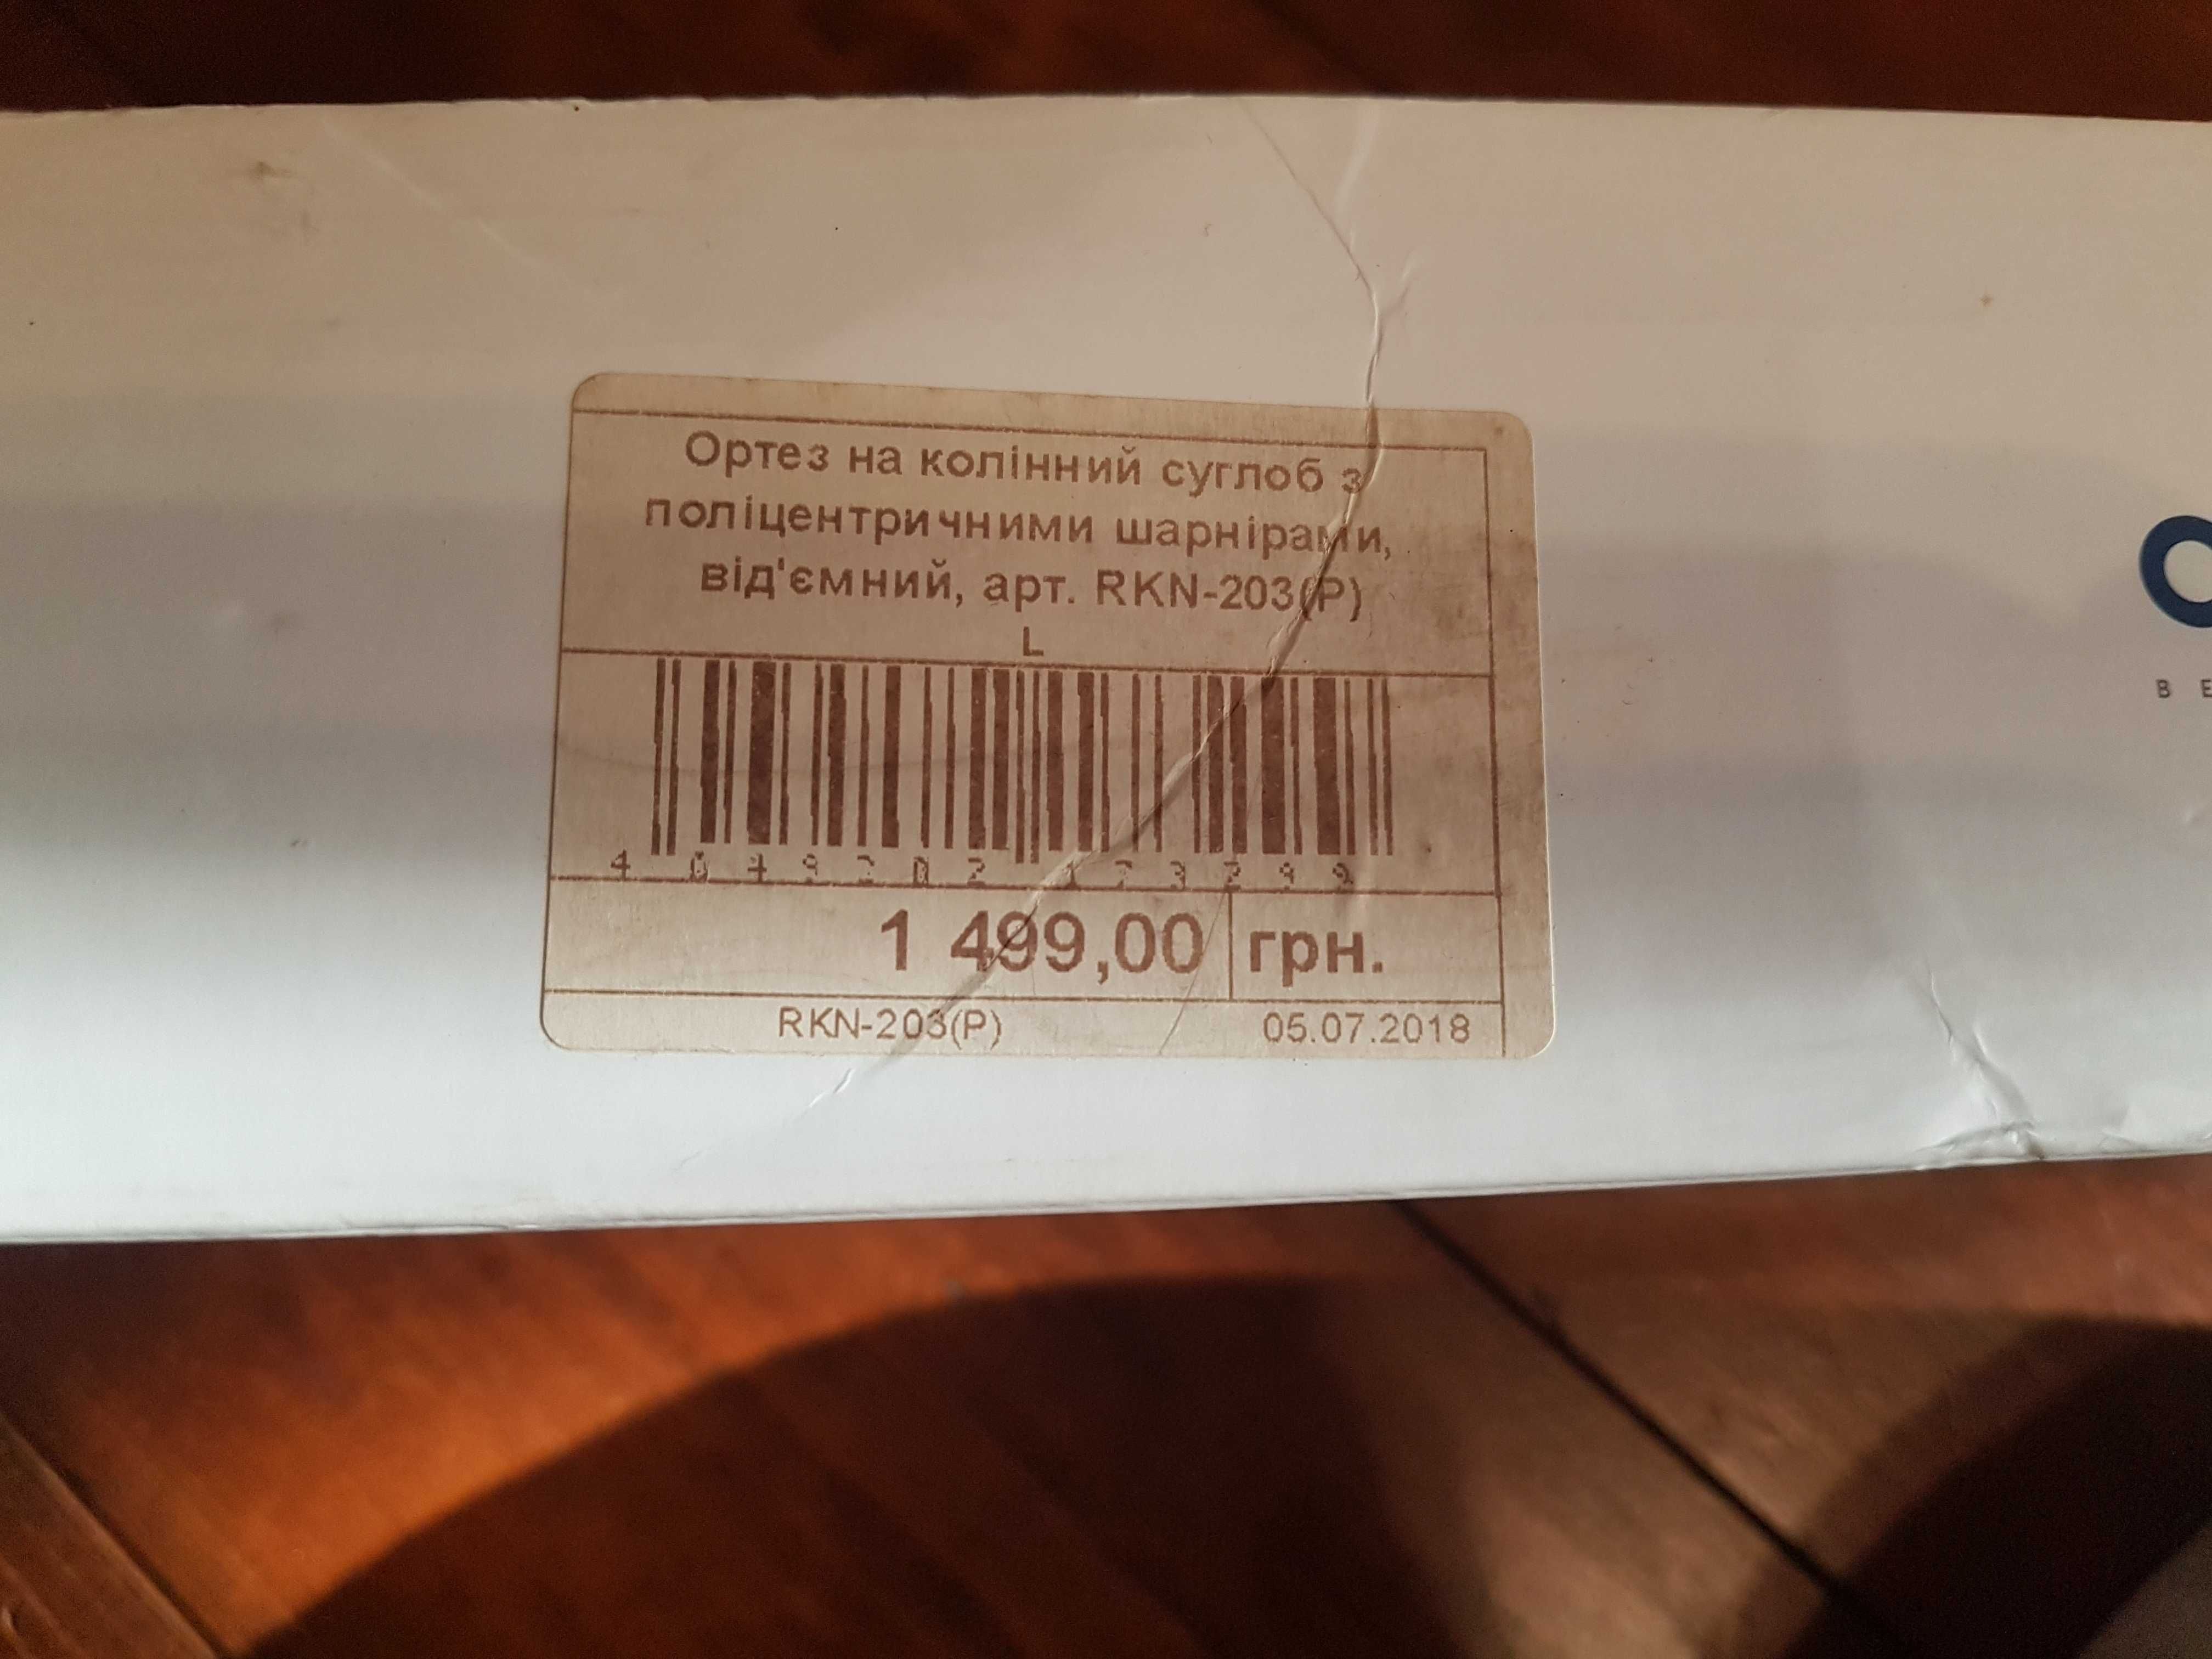 Ортез на колінний суглоб з
поліцентричними шарнірами,
від'ємний, арт. RKN-203(P)
L
1 499,00 грн.
RKN-203(P) 05.07.2018